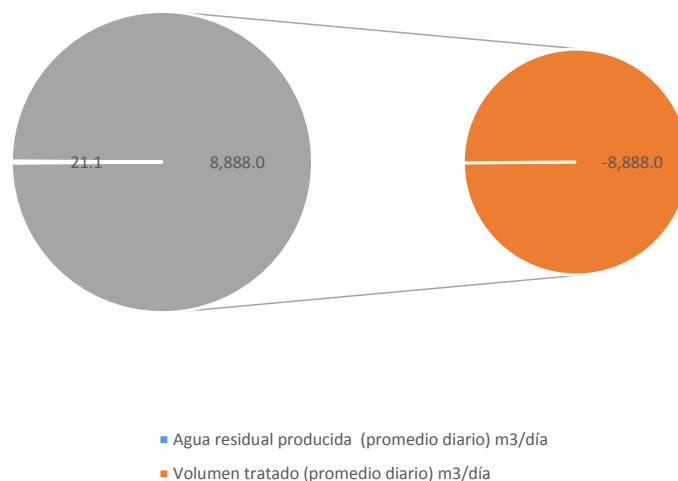 21.1
8,888.0
-8,888.0
Agua residual producida (promedio diario) m3/día
Volumen tratado (promedio diario) m3/día